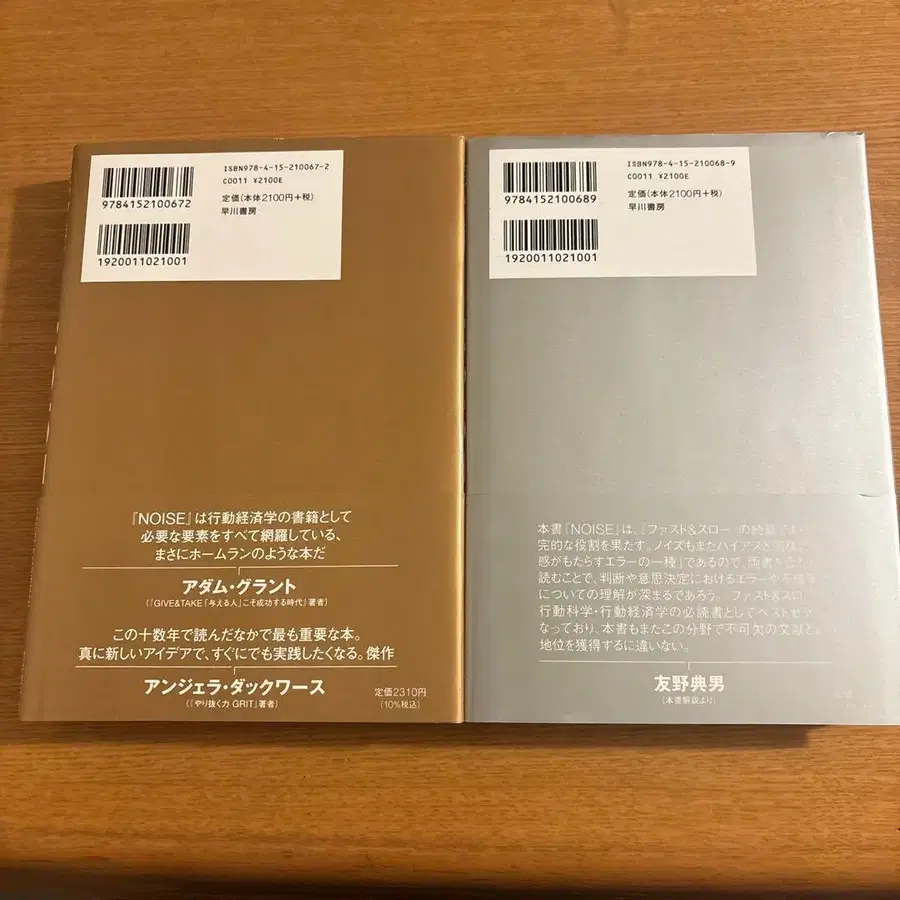 ISBN978-4-15-210067-2
C0011 ¥2100E
定価(本体2100円+税)
早川書房
9784152100672
1920011021001
『NOISE』は行動経済学の書籍として
必要な要素をすべて網羅している、
まさにホームランのような本だ
アダム・グラント
(『GIVE&TAKE「与える人」こそ成功する時代』著者)
この十数年で読んだなかで最も重要な本。
真に新しいアイデアで、すぐにでも実践したくなる。傑作
アンジェラ・ダックワース
(『やり抜く力 GRIT』著者)
定価2310円
(10%税込)
ISBN978-4-15-210068-9
C0011 ¥2100E
定価(本体2100円+税)
早川書房
9784152100689
1920011021001
本書『NOISE』は、『ファスト&スロー
完的な役割を果たす。ノイズもまたバイアスと
感がもたらすエラーの一種」であるので、両書を
読むことで、判断や意思決定におけるエラーや
についての理解が深まるであろう。『ファスト&スロ
行動科学・行動経済学の必読書としてベストセ
なっており、本書もまたこの分野で不可欠の文献と
地位を獲得するに違いない。
友野典男
(本書解説より)